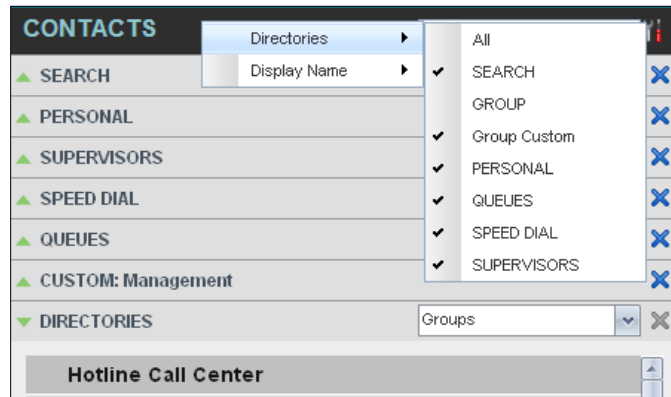 CONTACTS
Directories
Display Name
All
SEARCH
GROUP
Group Custom
PERSONAL
QUEUES
SPEED DIAL
SUPERVISORS
SEARCH
PERSONAL
SUPERVISORS
SPEED DIAL
QUEUES
CUSTOM: Management
DIRECTORIES
Groups
Hotline Call Center